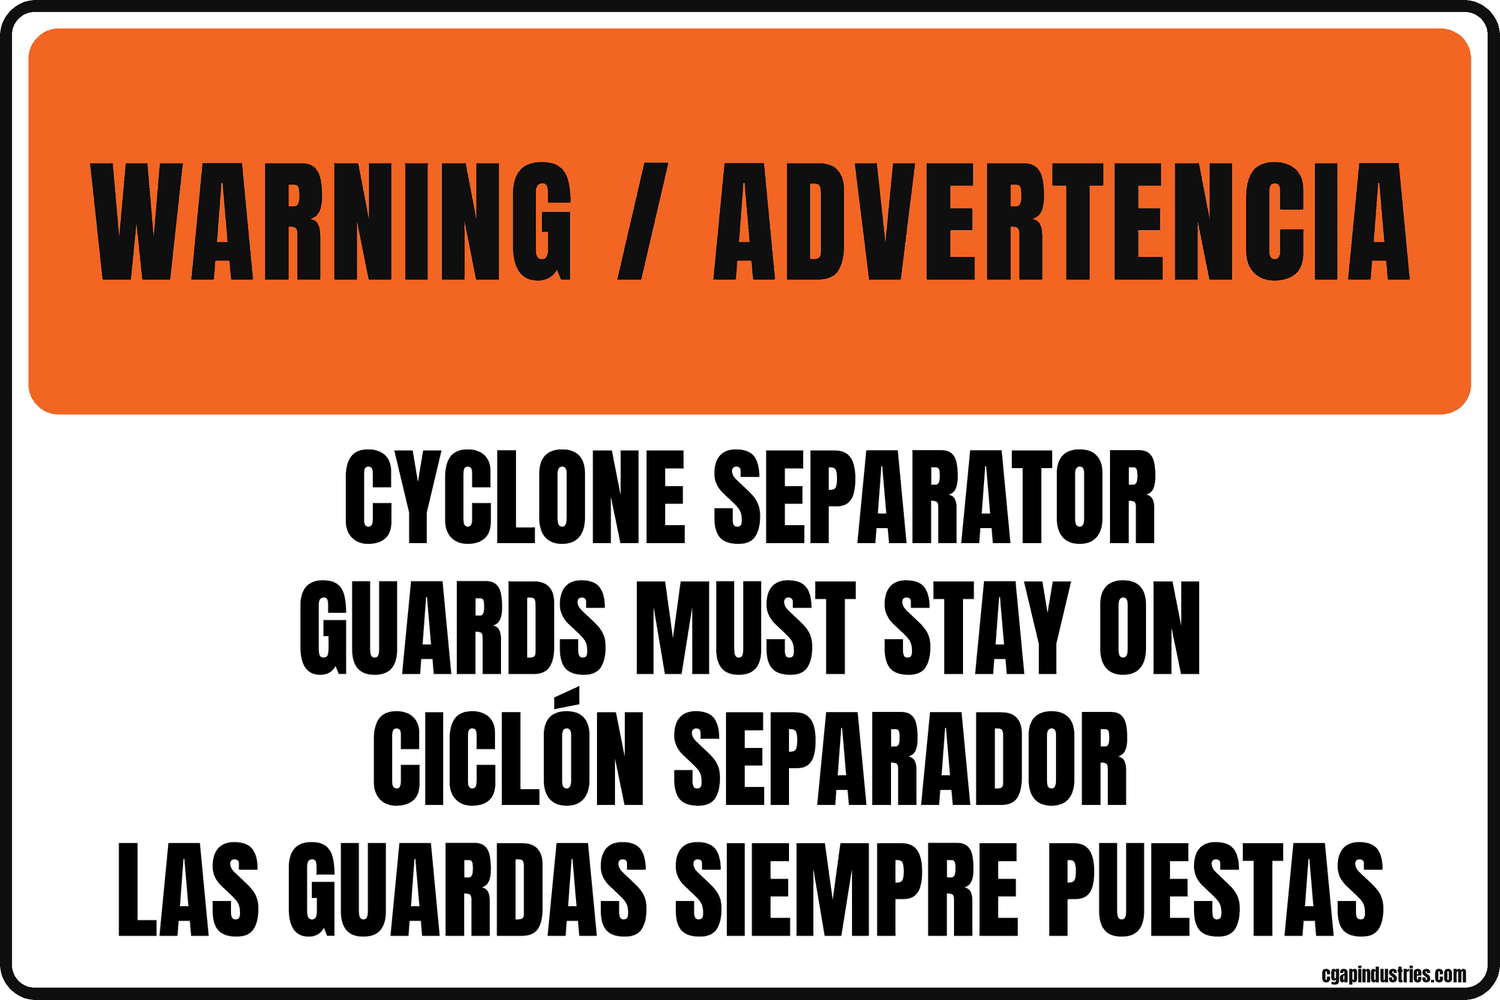 WARNING / ADVERTENCIA
CYCLONE SEPARATOR
GUARDS MUST STAY ON
CICLÓN SEPARADOR
LAS GUARDAS SIEMPRE PUESTAS
cgapindustries.com